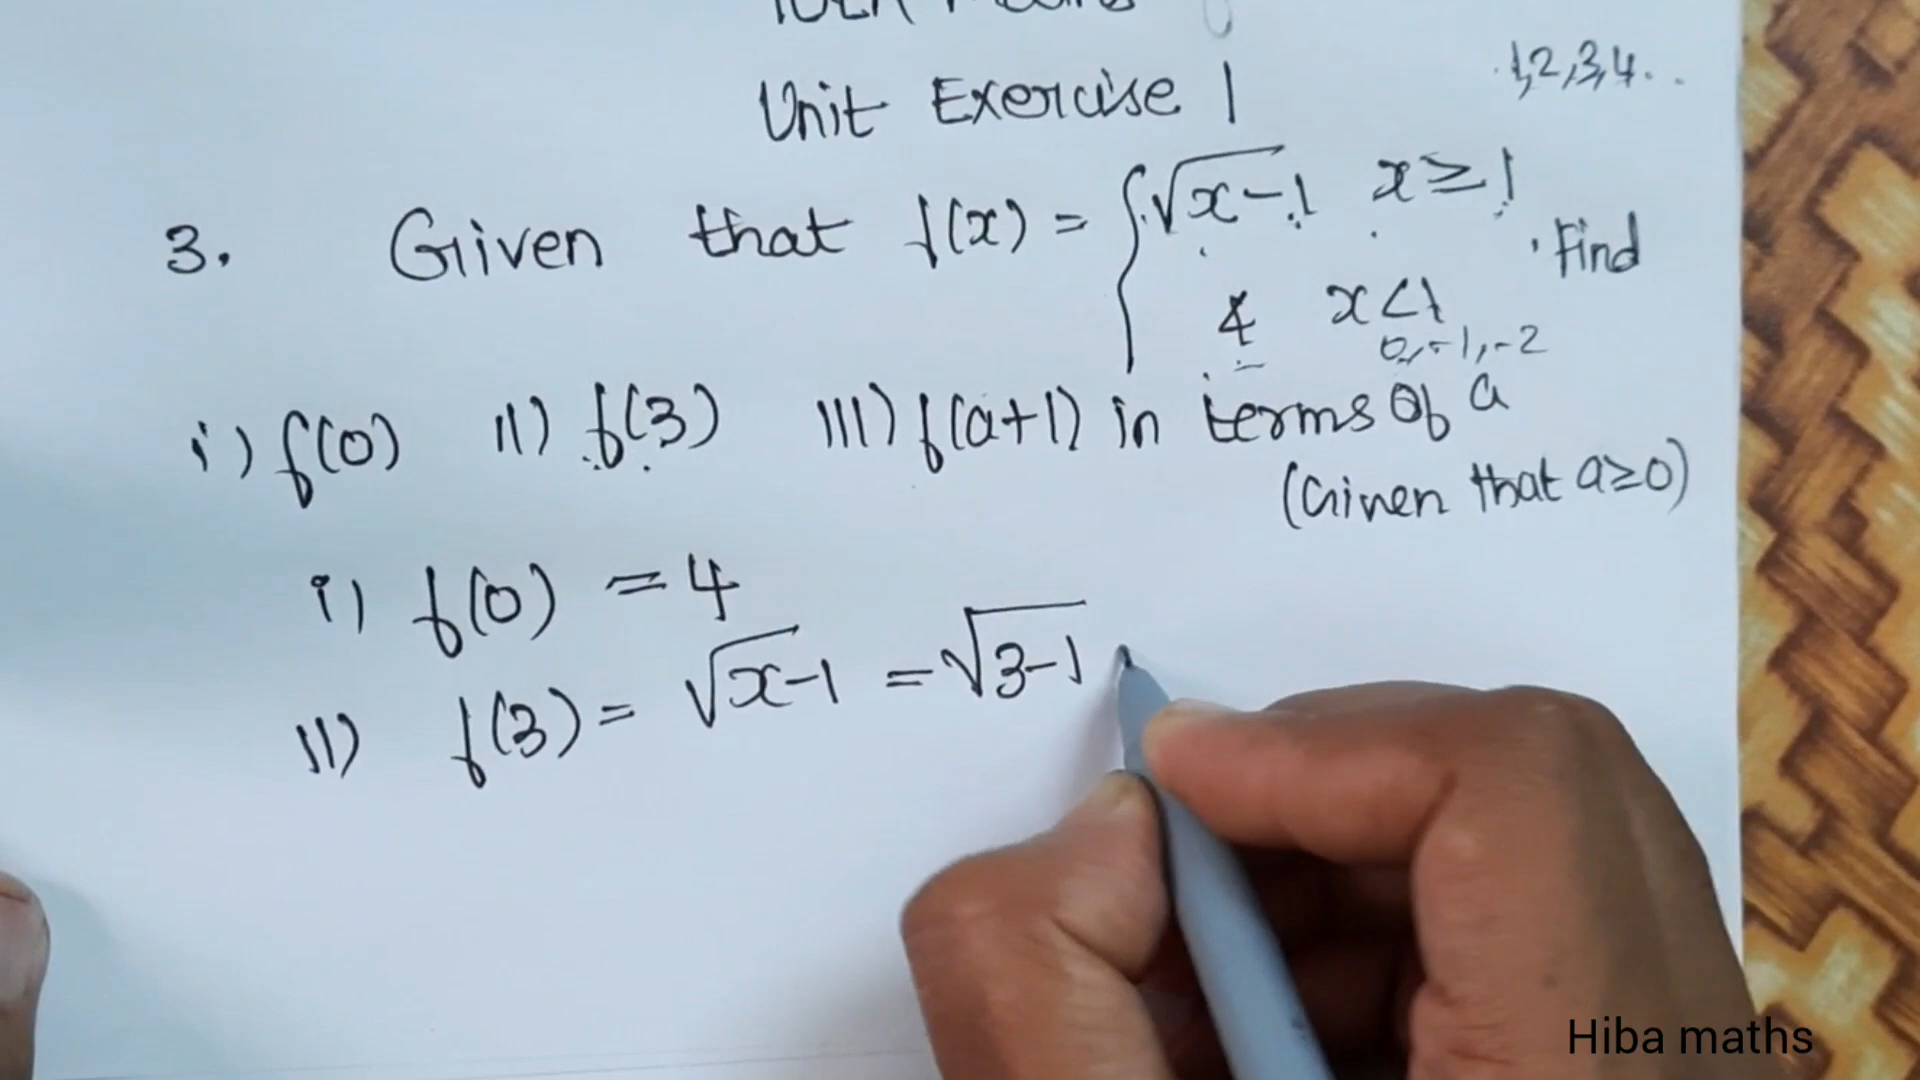 Unit Exercise 1
1,2,3,4..
3. Given that f(x) = { √x-1 x≥1
4 x<1 . Find
0,-1,-2
i) f(0) ii) f(3) iii) f(a+1) in terms of a
(Given that a≥0)
i) f(0) = 4
ii) f(3) = √x-1 = √3-1
Hiba maths